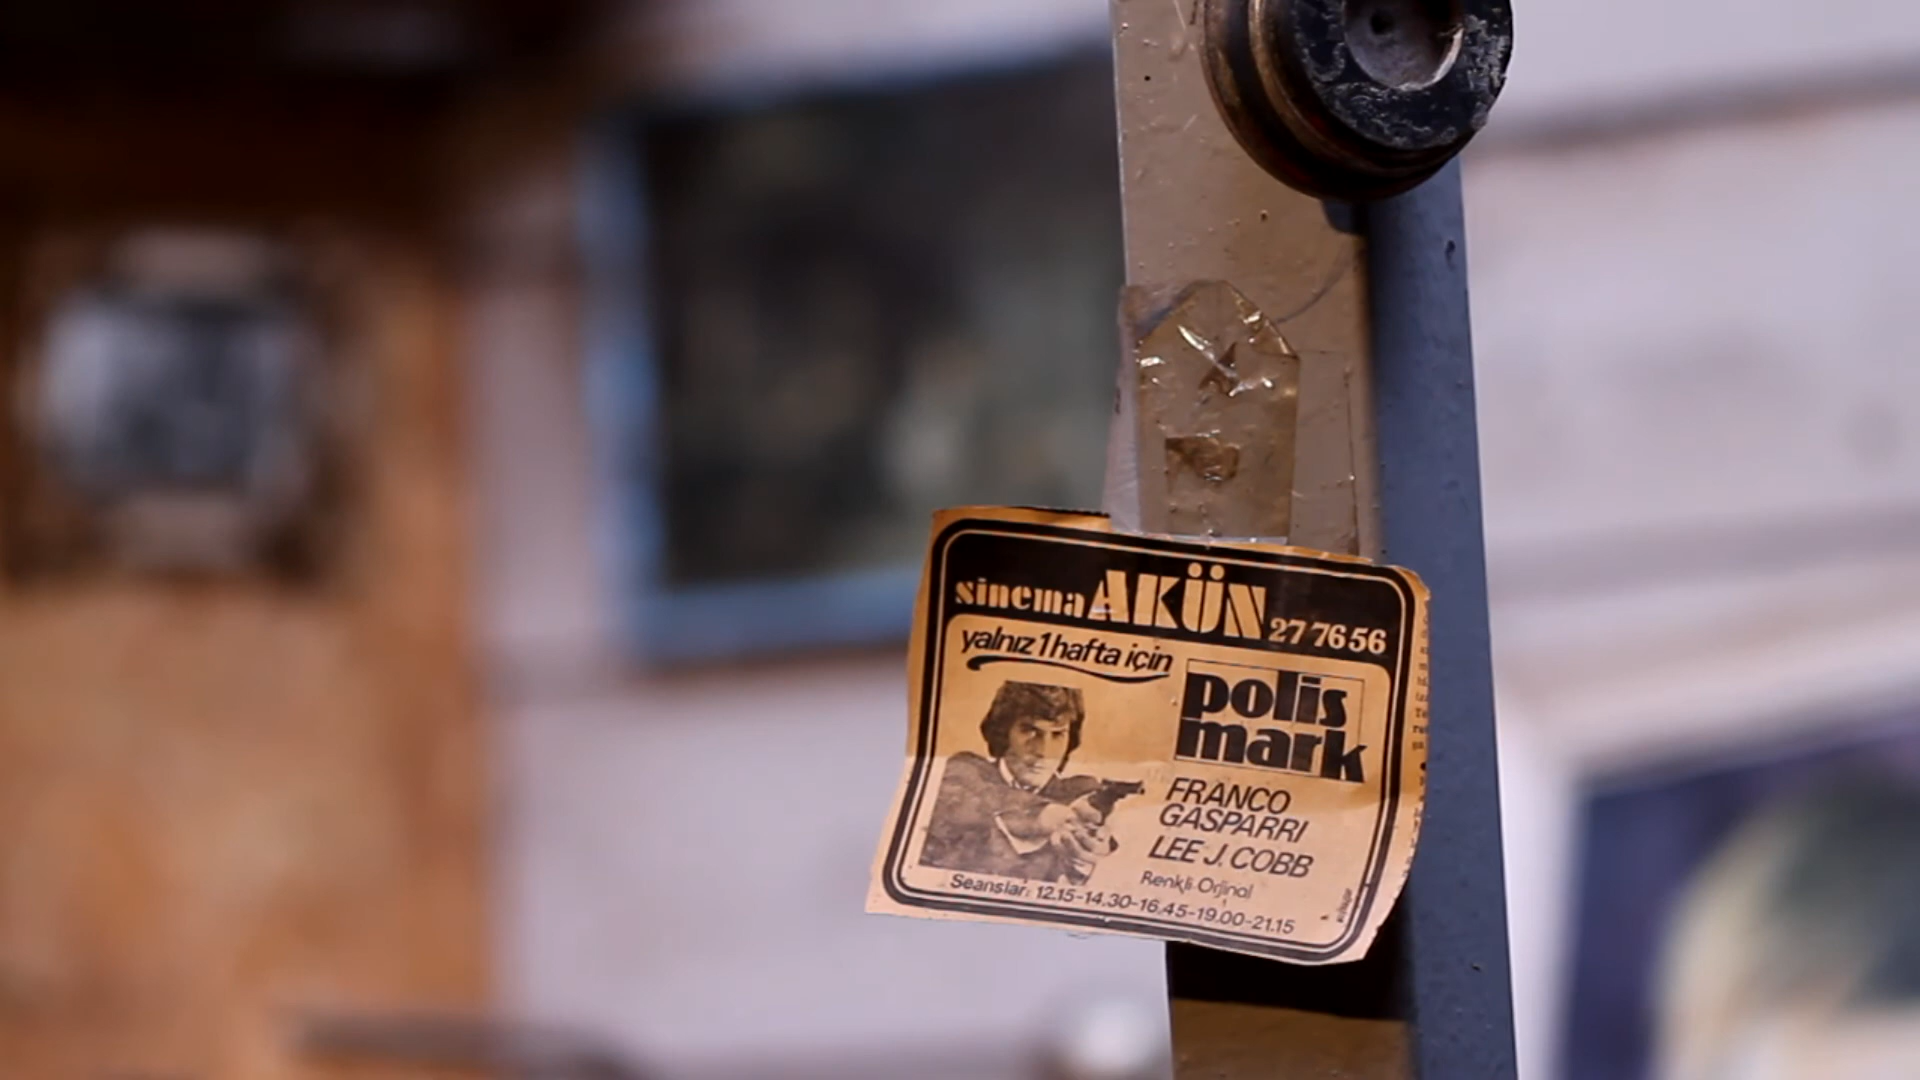 sinema AKÜN 27 76 56
yalnız 1 hafta için
polis
mark
FRANCO
GASPARRI
LEE J. COBB
Renkli-Orjinal
Seanslar: 12.15-14.30-16.45-19.00-21.15